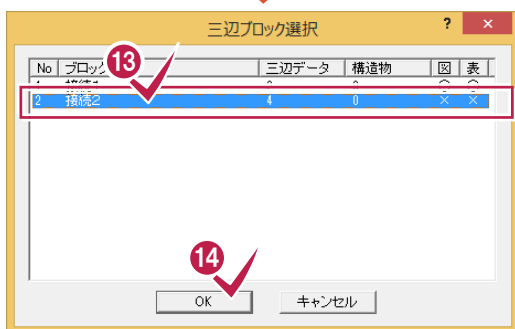 三辺ブロック選択 ? ×
No ブロッ 三辺データ 構造物 図 表
13
2 接続2 4 0 × ×
14
OK キャンセル